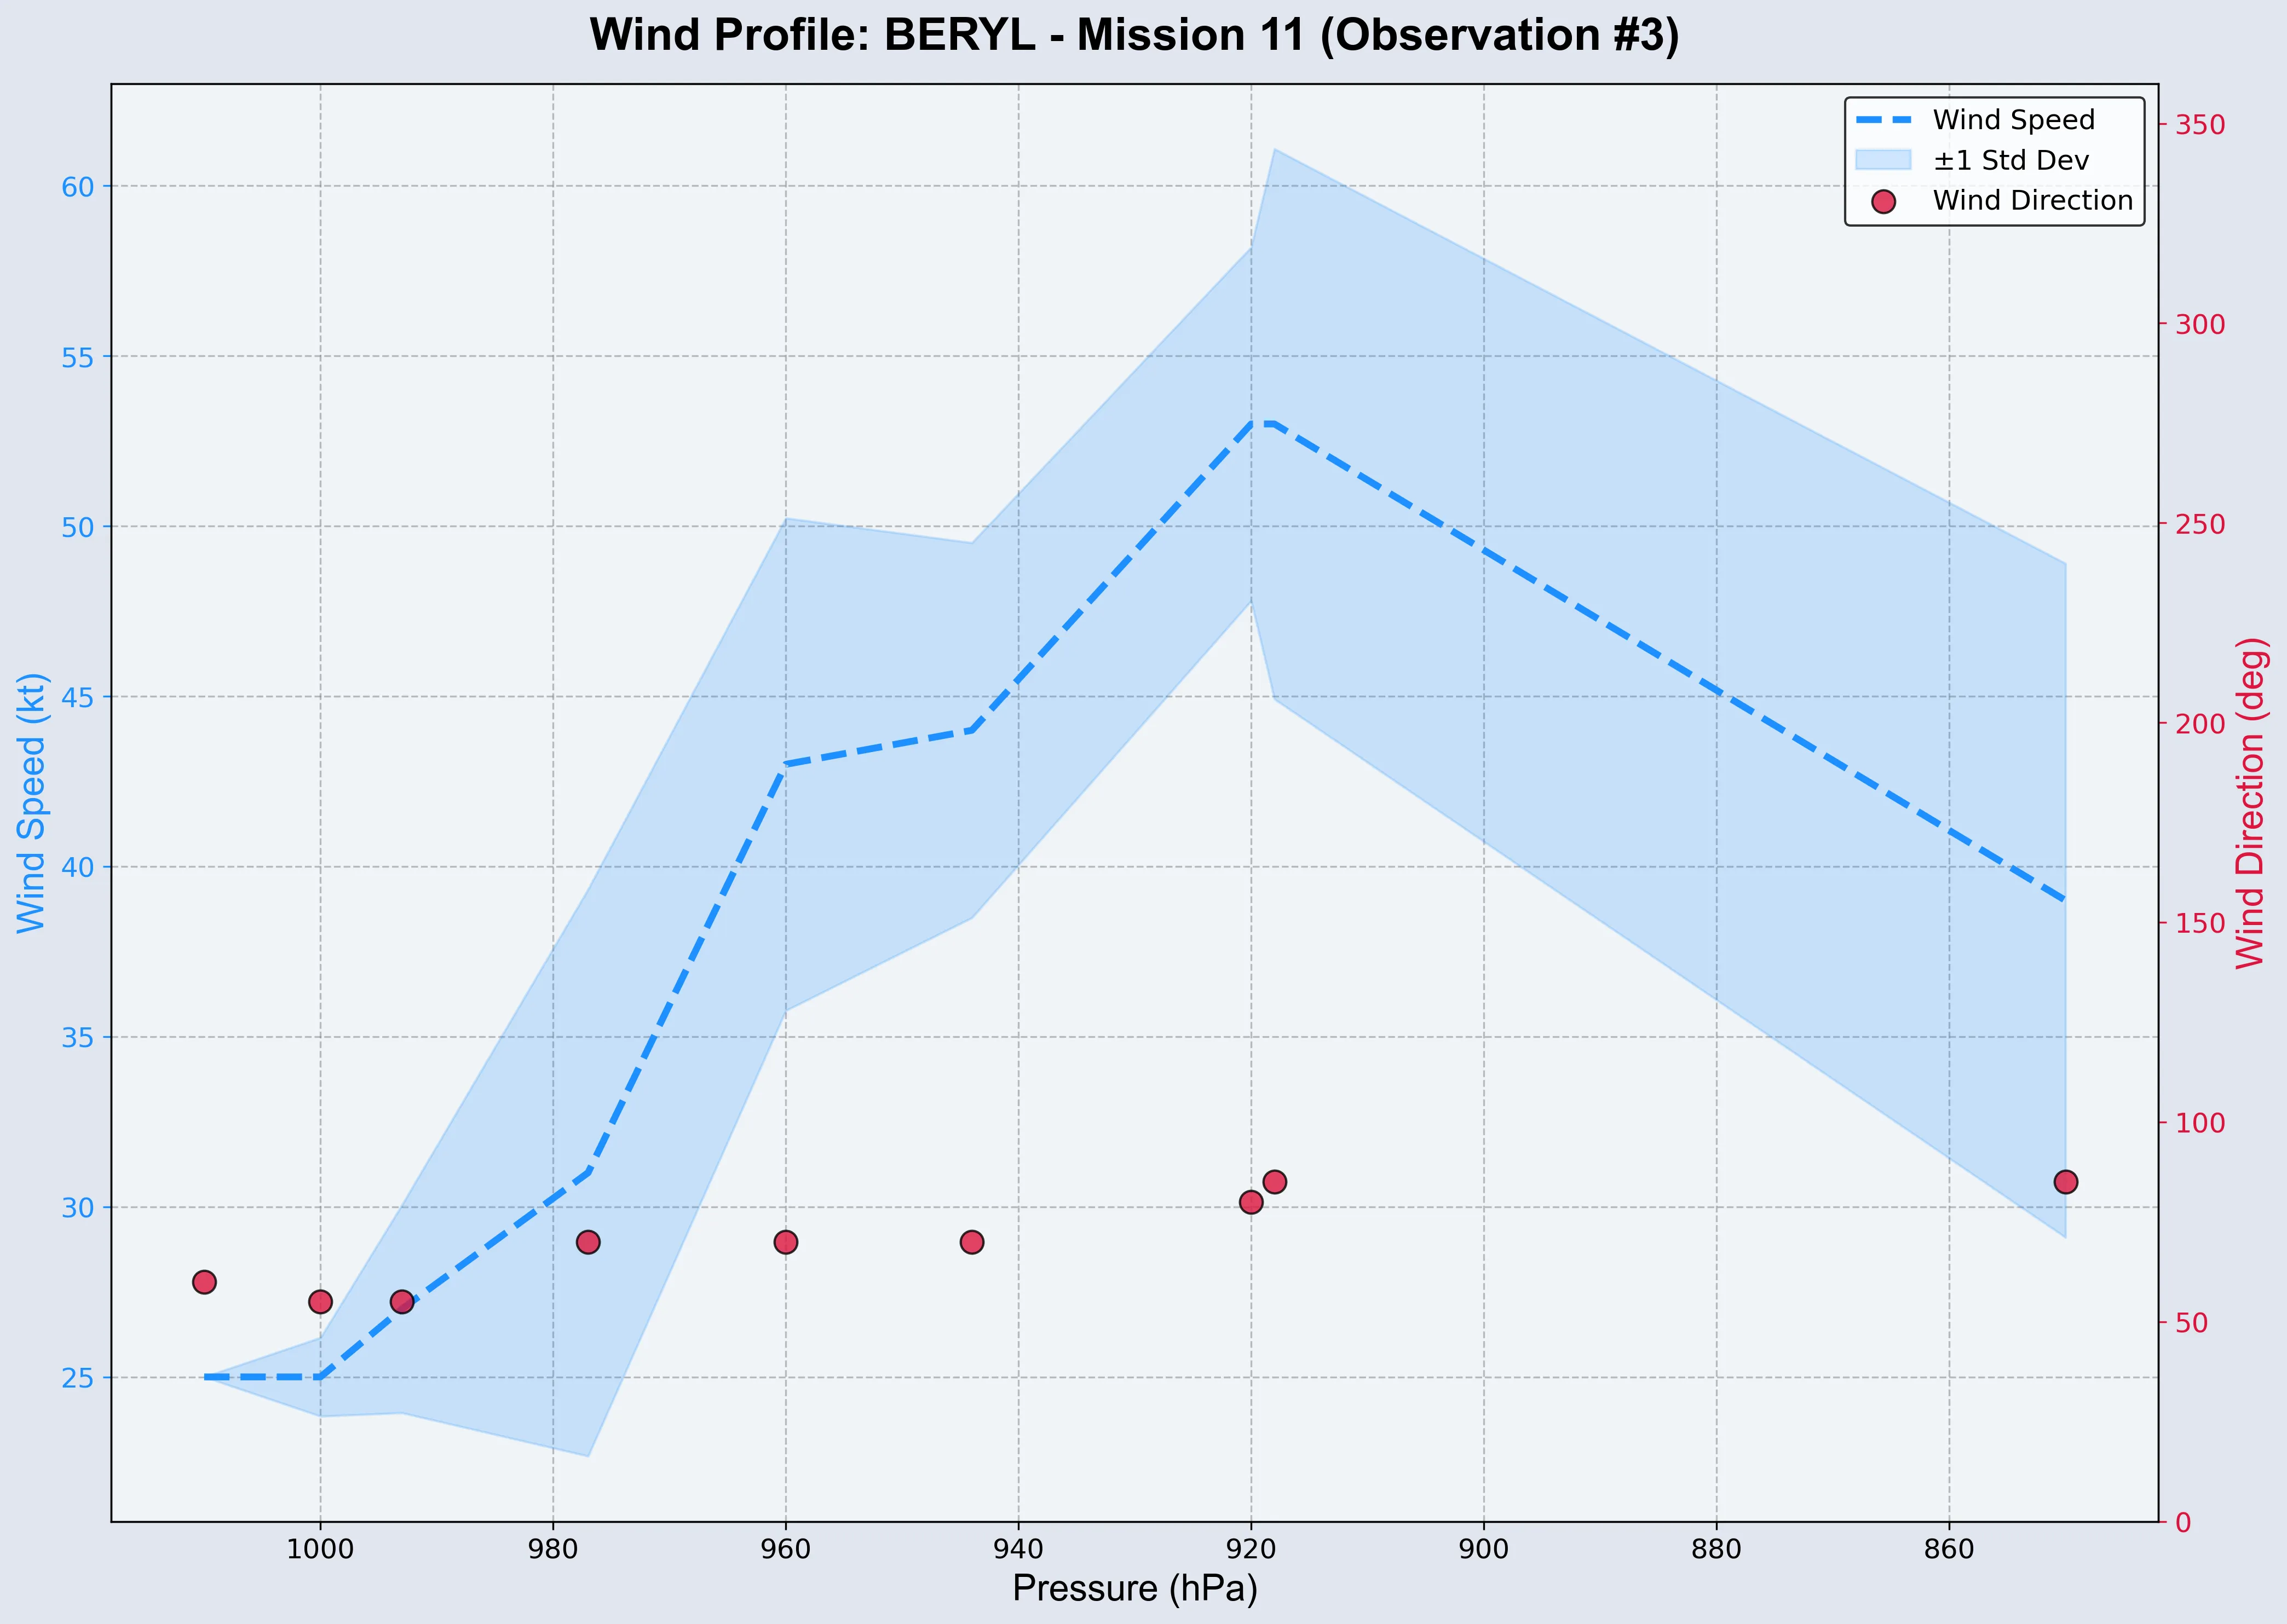 Wind Profile: BERYL - Mission 11 (Observation #3)
Wind Speed
±1 Std Dev
Wind Direction
Wind Speed (kt)
60
55
50
45
40
35
30
25
350
300
250
200
150
100
50
0
Wind Direction (deg)
1000 980 960 940 920 900 880 860
Pressure (hPa)